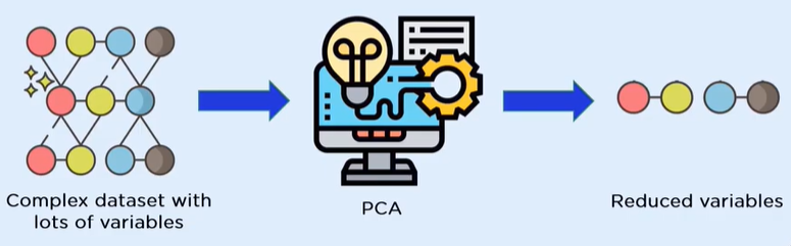 Complex dataset with
lots of variables
PCA
Reduced variables